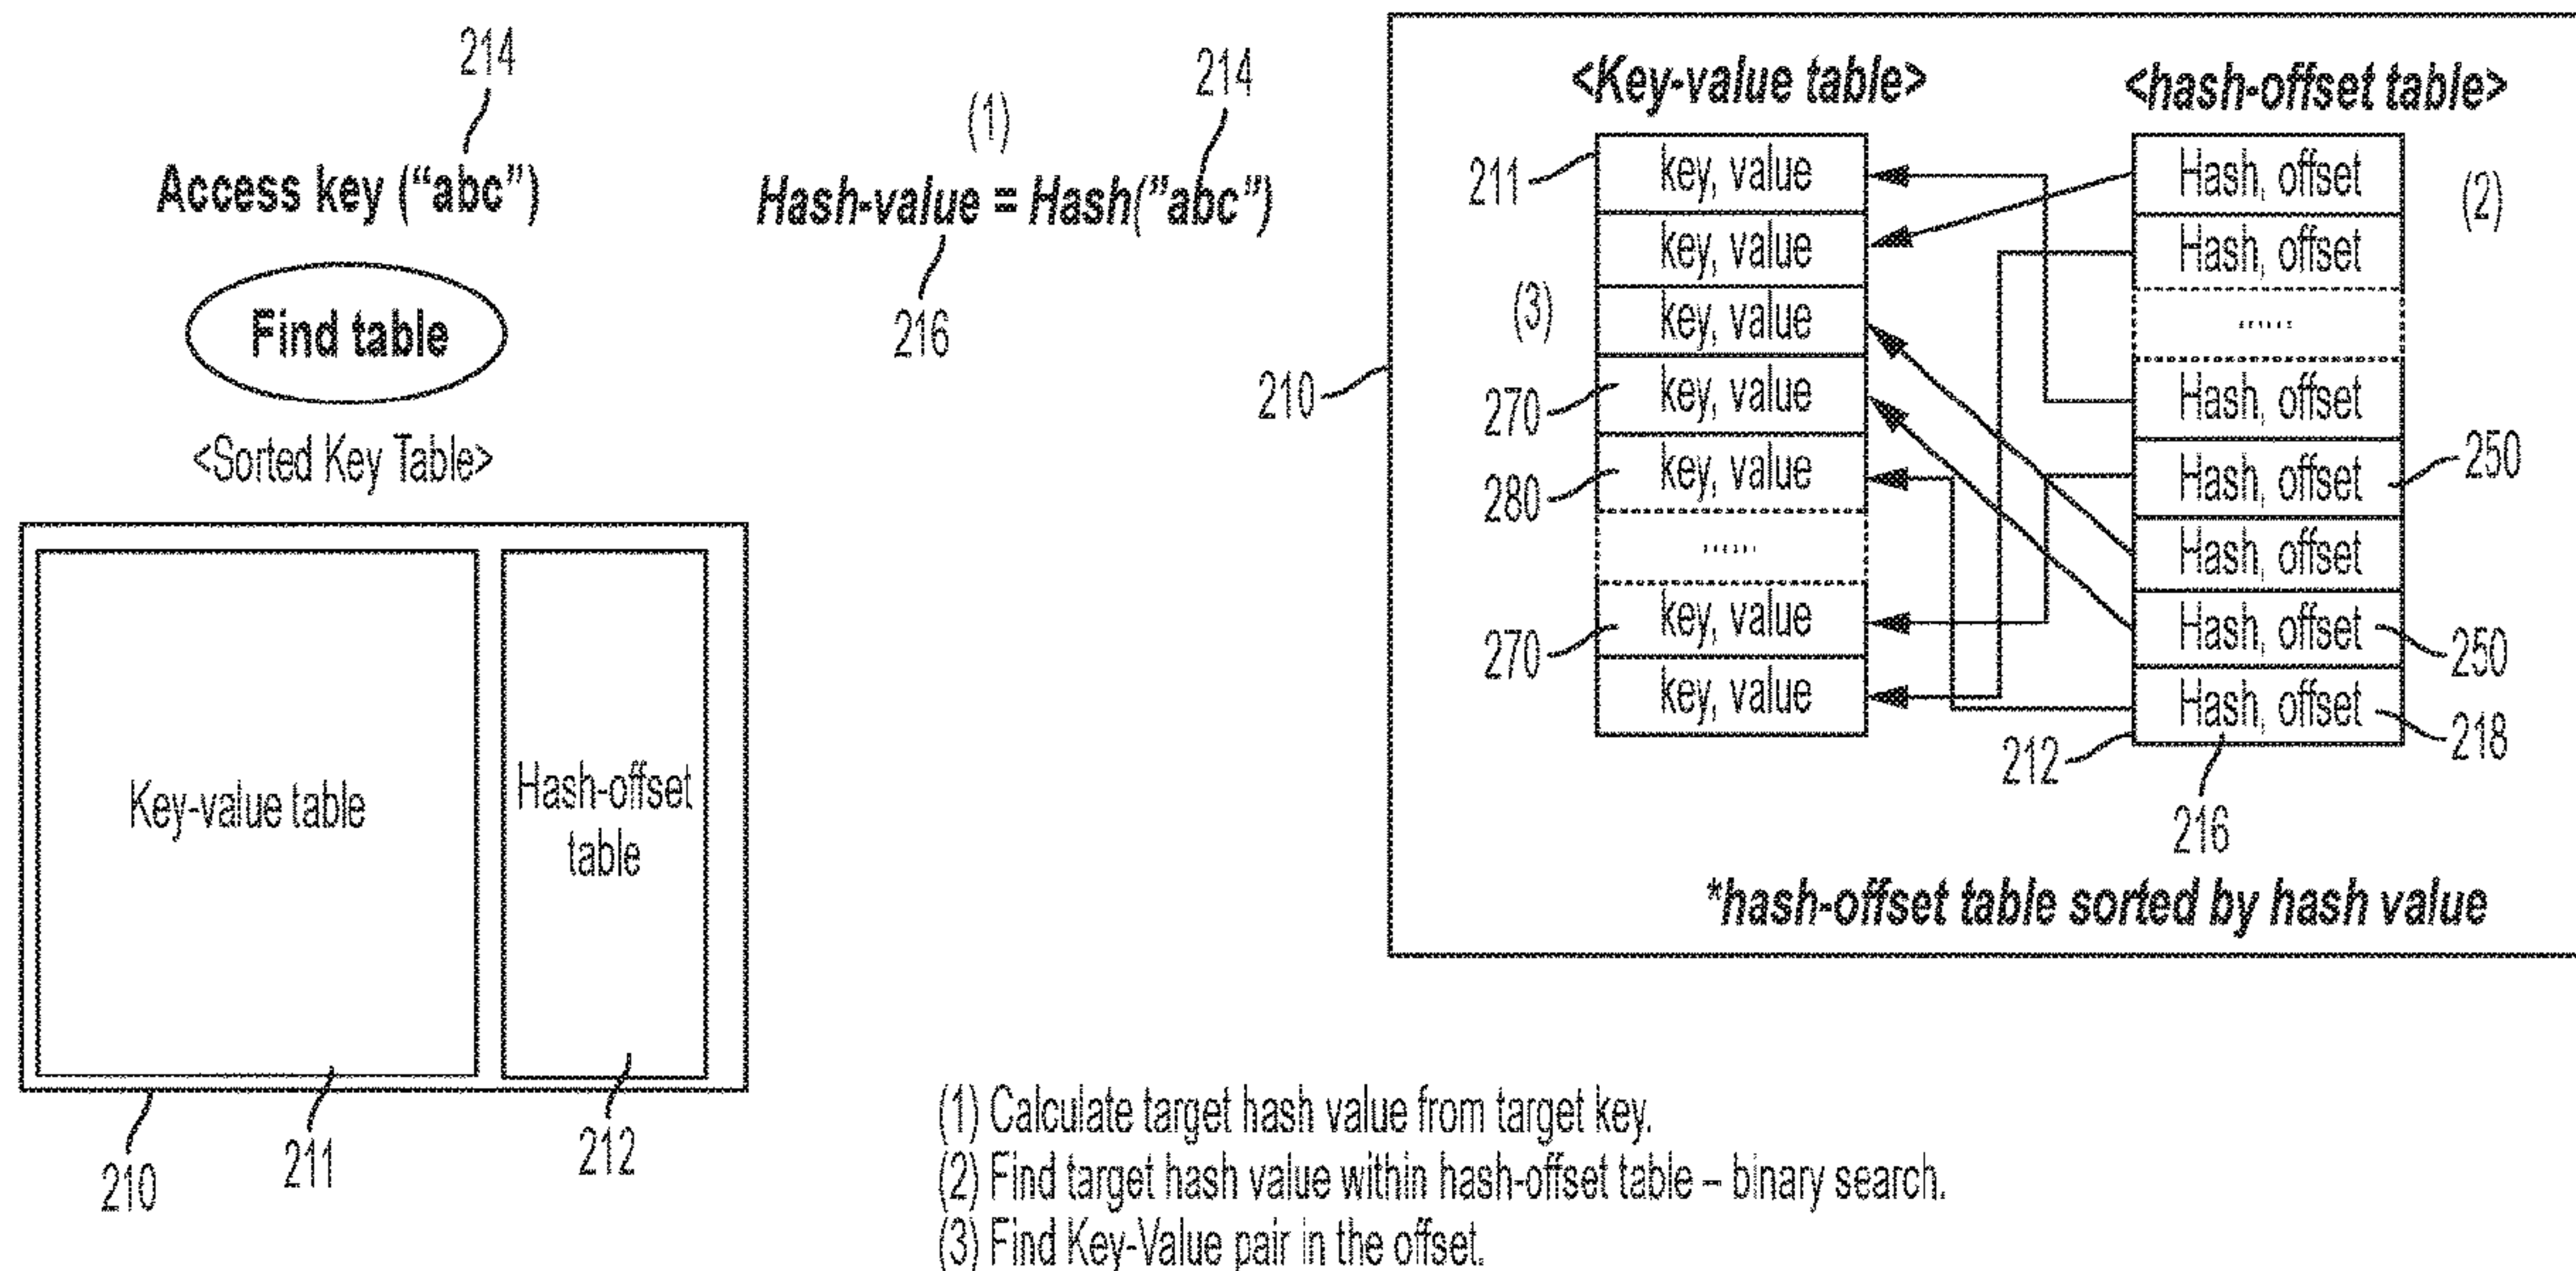 214
Access key ("abc")
Find table
<Sorted Key Table>
Key-value table
Hash-offset
table
210
211
212
(1)
214
Hash-value = Hash("abc")
216
210
<Key-value table>
<hash-offset table>
211
key, value
Hash, offset
(2)
key, value
Hash, offset
(3)
key, value
......
270
key, value
Hash, offset
280
key, value
Hash, offset
250
......
Hash, offset
270
key, value
Hash, offset
250
key, value
Hash, offset
218
212
216
*hash-offset table sorted by hash value
(1) Calculate target hash value from target key.
(2) Find target hash value within hash-offset table – binary search.
(3) Find Key-Value pair in the offset.